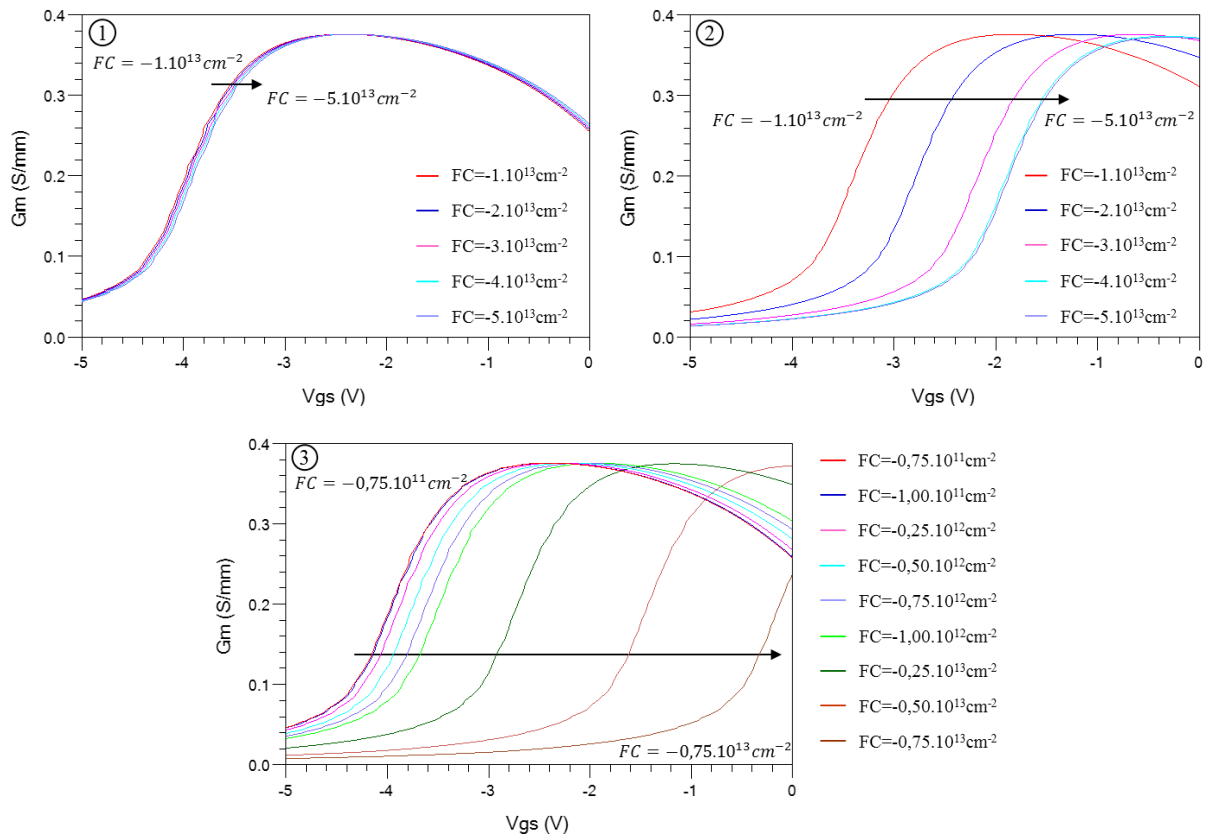 ①
0.4
0.3
0.2
0.1
0.0
Gm (S/mm)
FC = −1.10¹³cm⁻²
FC = −5.10¹³cm⁻²
FC=-1.10¹³cm⁻²
FC=-2.10¹³cm⁻²
FC=-3.10¹³cm⁻²
FC=-4.10¹³cm⁻²
FC=-5.10¹³cm⁻²
-5 -4 -3 -2 -1 0
Vgs (V)
②
0.4
0.3
0.2
0.1
0.0
Gm (S/mm)
FC = −1.10¹³cm⁻²
FC = −5.10¹³cm⁻²
FC=-1.10¹³cm⁻²
FC=-2.10¹³cm⁻²
FC=-3.10¹³cm⁻²
FC=-4.10¹³cm⁻²
FC=-5.10¹³cm⁻²
-5 -4 -3 -2 -1 0
Vgs (V)
③
0.4
0.3
0.2
0.1
0.0
Gm (S/mm)
FC = −0,75.10¹¹cm⁻²
FC = −0,75.10¹³cm⁻²
-5 -4 -3 -2 -1 0
Vgs (V)
FC=-0,75.10¹¹cm⁻²
FC=-1,00.10¹¹cm⁻²
FC=-0,25.10¹²cm⁻²
FC=-0,50.10¹²cm⁻²
FC=-0,75.10¹²cm⁻²
FC=-1,00.10¹²cm⁻²
FC=-0,25.10¹³cm⁻²
FC=-0,50.10¹³cm⁻²
FC=-0,75.10¹³cm⁻²